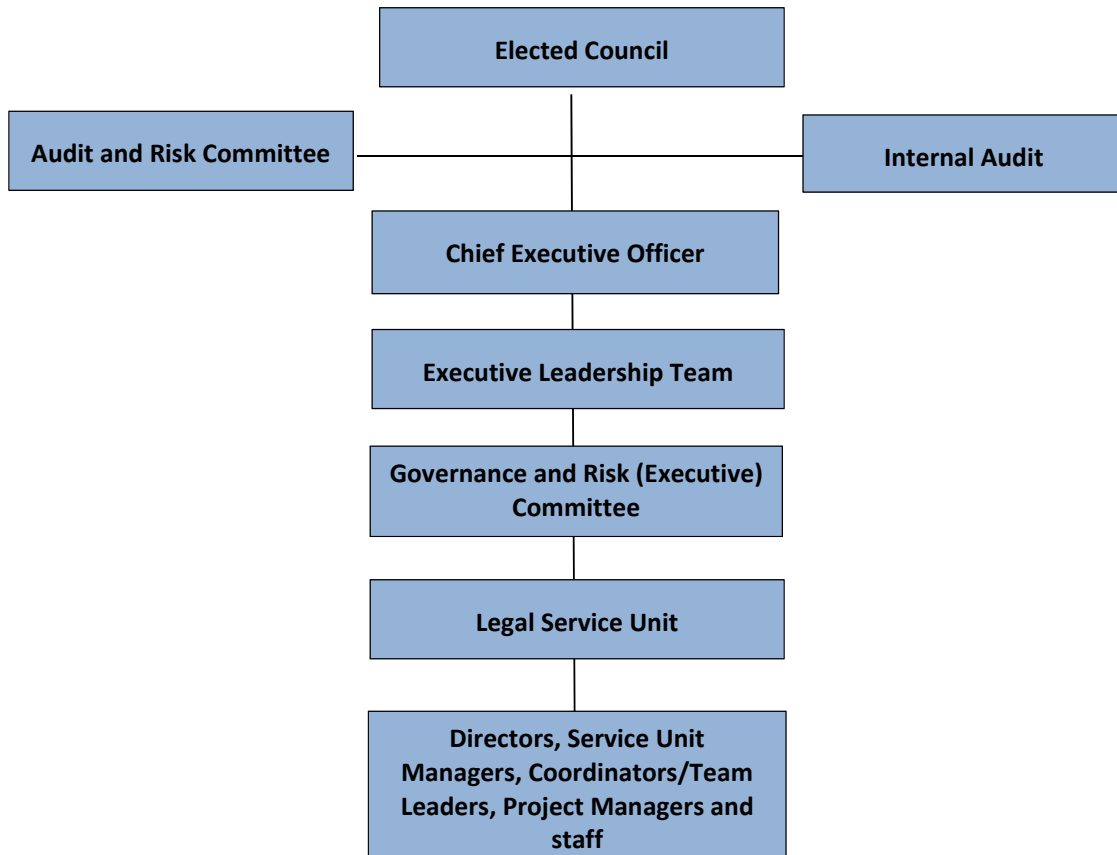 Elected Council
Audit and Risk Committee
Internal Audit
Chief Executive Officer
Executive Leadership Team
Governance and Risk (Executive)
Committee
Legal Service Unit
Directors, Service Unit
Managers, Coordinators/Team
Leaders, Project Managers and
staff